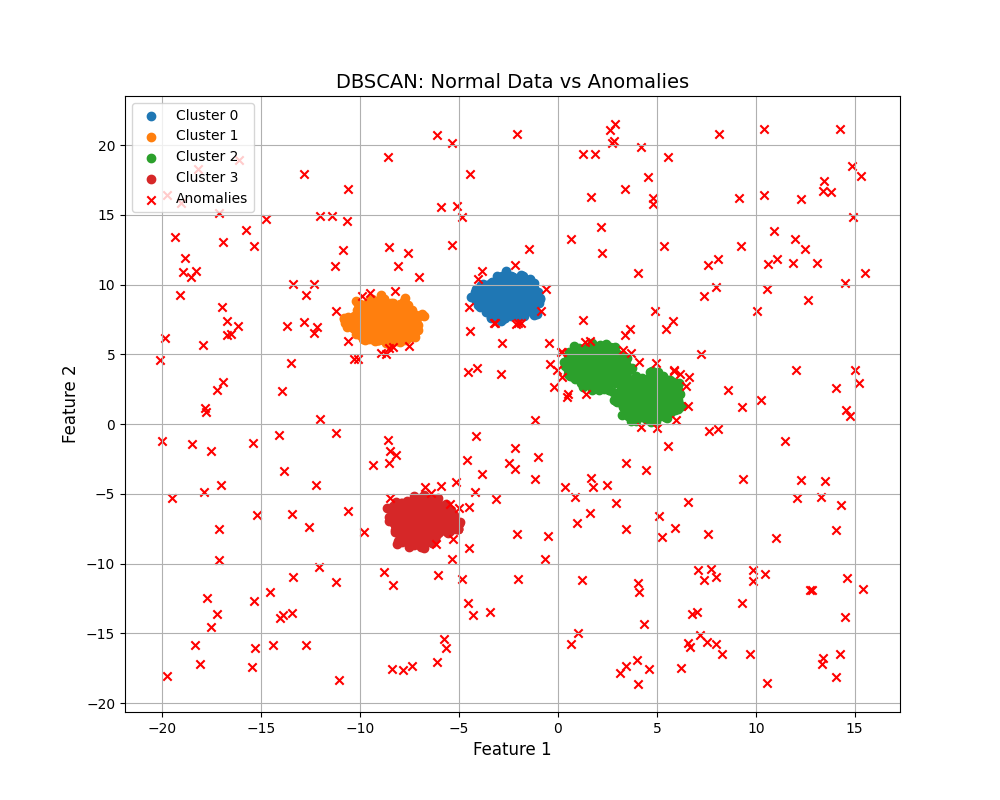 DBSCAN: Normal Data vs Anomalies
Cluster 0
Cluster 1
Cluster 2
Cluster 3
Anomalies
Feature 2
20
15
10
5
0
−5
−10
−15
−20
−20
−15
−10
−5
0
5
10
15
Feature 1